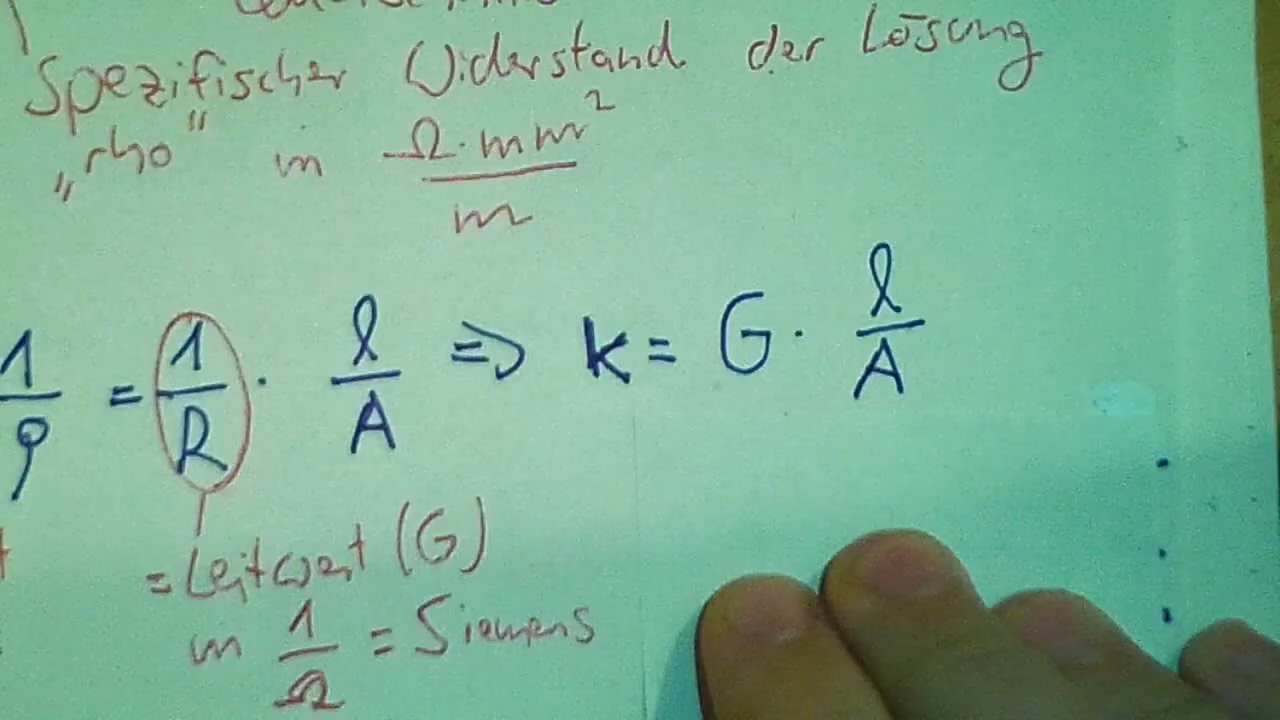 Spezifischer Widerstand der Lösung
„rho" in Ω·mm²/m
1/ρ = 1/R · l/A => k = G · l/A
= Leitwert (G)
in 1/Ω = Siemens